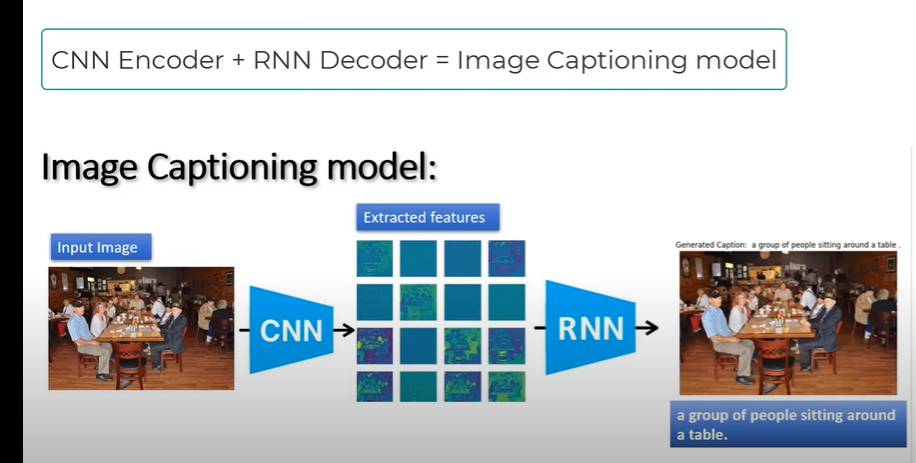 CNN Encoder + RNN Decoder = Image Captioning model
Image Captioning model:
Extracted features
Input Image
Generated Caption: a group of people sitting around a table .
CNN
RNN
a group of people sitting around
a table.